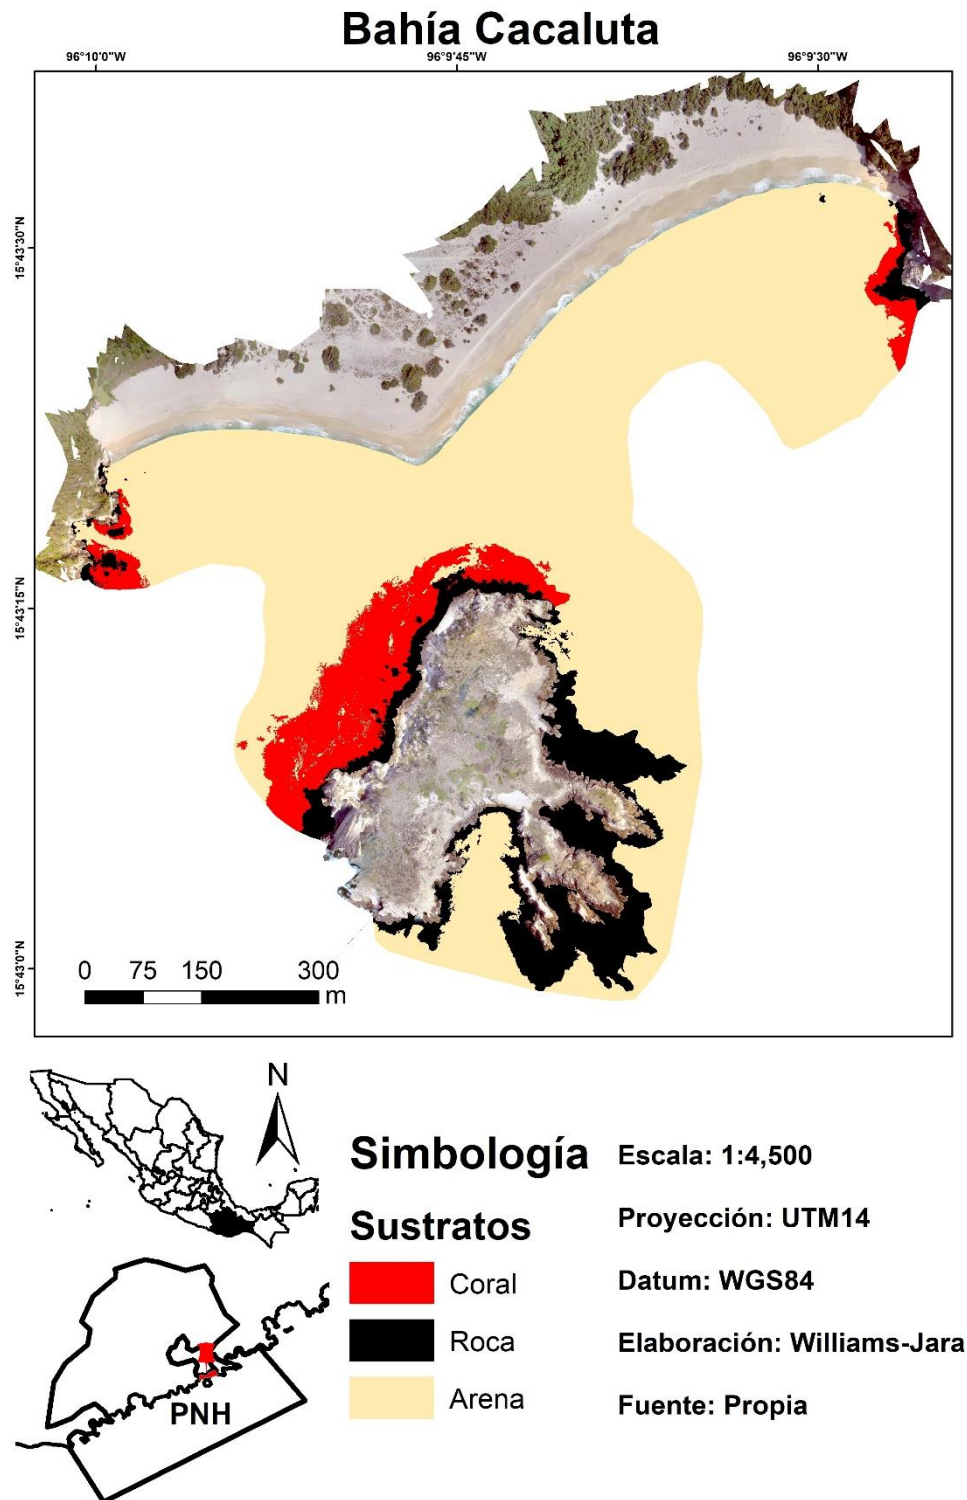 Bahía Cacaluta
96°10'0"W
96°9'45"W
96°9'30"W
15°43'30"N
15°43'15"N
15°43'0"N
0 75 150 300
m
N
Simbología
Sustratos
Coral
Roca
Arena
Escala: 1:4,500
Proyección: UTM14
Datum: WGS84
Elaboración: Williams-Jara
Fuente: Propia
PNH